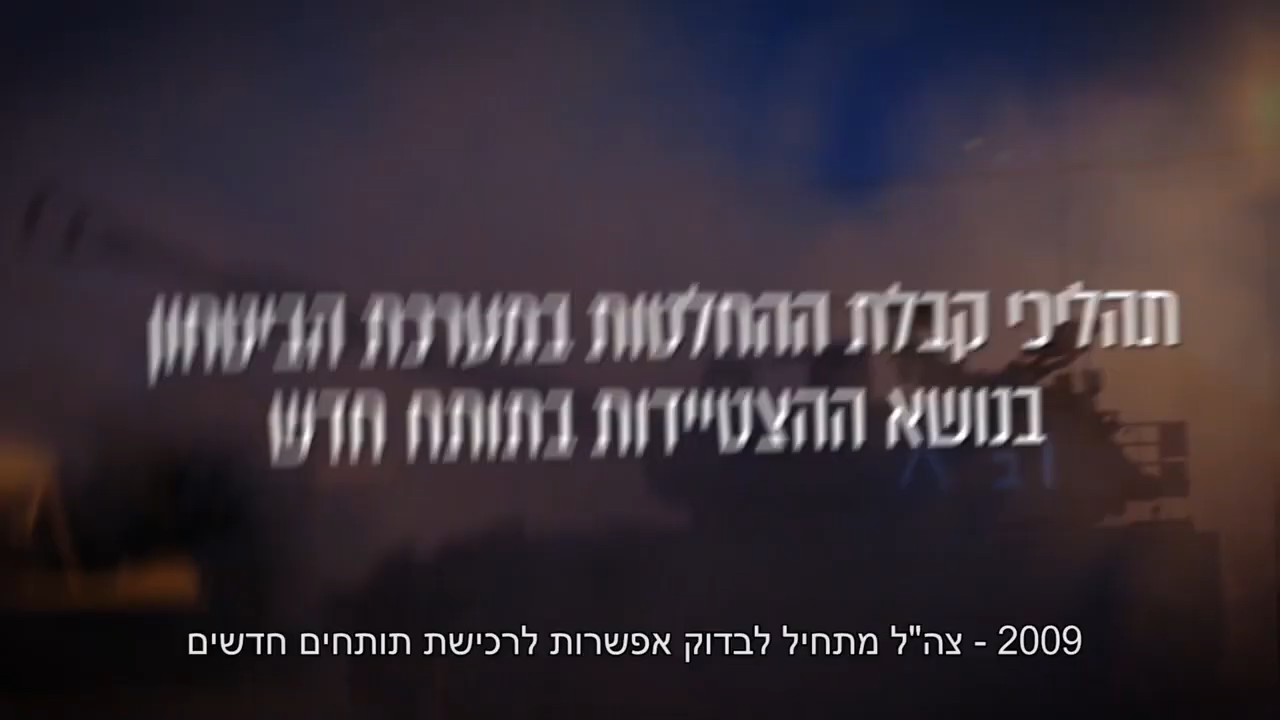 תהליכי קבלת ההחלטות במערכת הביטחון
בנושא ההצטיידות בתותח חדש
2009 - צה"ל מתחיל לבדוק אפשרות לרכישת תותחים חדשים